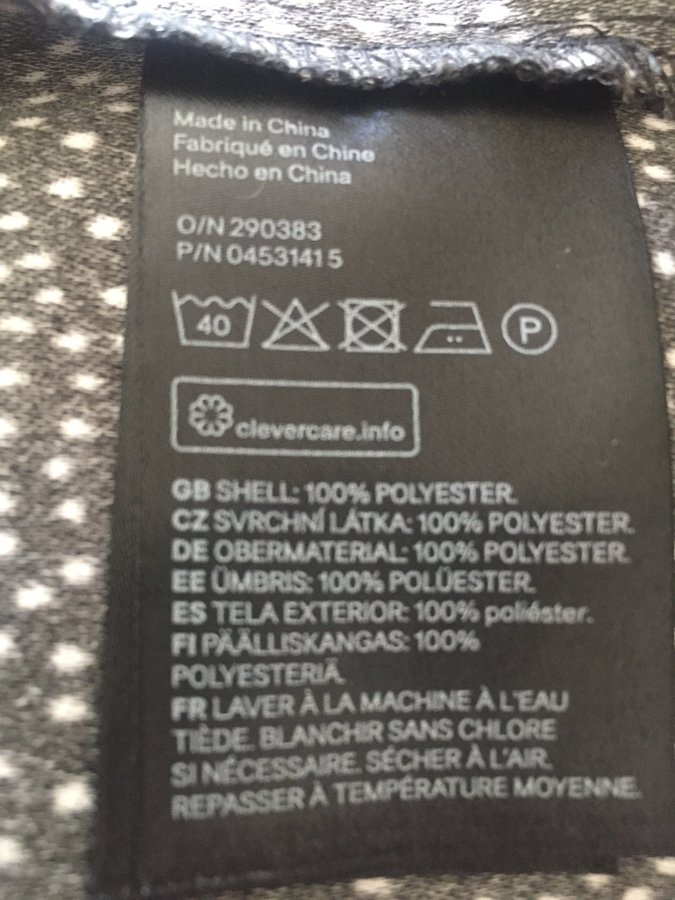 Made in China
Fabriqué en Chine
Hecho en China
O/N 290383
P/N 04531415
40
P
clevercare.info
GB SHELL: 100% POLYESTER.
CZ SVRCHNÍ LÁTKA: 100% POLYESTER.
DE OBERMATERIAL: 100% POLYESTER.
EE ÜMBRIS: 100% POLÜESTER.
ES TELA EXTERIOR: 100% poliéster.
FI PÄÄLLISKANGAS: 100%
POLYESTERIÄ.
FR LAVER À LA MACHINE À L'EAU
TIÈDE. BLANCHIR SANS CHLORE
SI NÉCESSAIRE. SÉCHER À L'AIR.
REPASSER À TEMPÉRATURE MOYENNE.